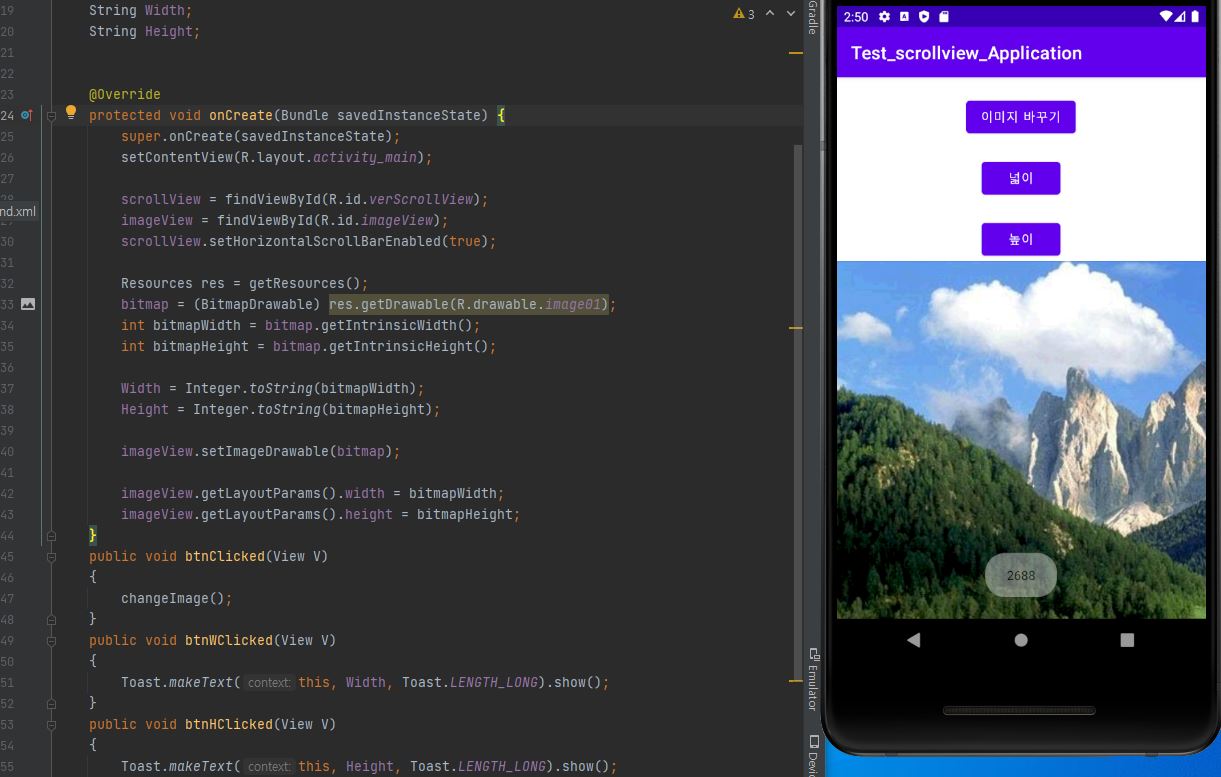 19 String Width;
20 String Height;
21
22
23 @Override
24 protected void onCreate(Bundle savedInstanceState) {
25 super.onCreate(savedInstanceState);
26 setContentView(R.layout.activity_main);
27
nd.xml
scrollView = findViewById(R.id.verScrollView);
imageView = findViewById(R.id.imageView);
30 scrollView.setHorizontalScrollBarEnabled(true);
31
32 Resources res = getResources();
33 bitmap = (BitmapDrawable) res.getDrawable(R.drawable.image01);
34 int bitmapWidth = bitmap.getIntrinsicWidth();
35 int bitmapHeight = bitmap.getIntrinsicHeight();
36
37 Width = Integer.toString(bitmapWidth);
38 Height = Integer.toString(bitmapHeight);
39
40 imageView.setImageDrawable(bitmap);
41
42 imageView.getLayoutParams().width = bitmapWidth;
43 imageView.getLayoutParams().height = bitmapHeight;
44 }
45 public void btnClicked(View V)
46 {
47 changeImage();
48 }
49 public void btnWClicked(View V)
50 {
51 Toast.makeText( context: this, Width, Toast.LENGTH_LONG).show();
52 }
53 public void btnHClicked(View V)
54 {
55 Toast.makeText( context: this, Height, Toast.LENGTH_LONG).show();
3
Gradle
Emulator
2:50
Test_scrollview_Application
이미지 바꾸기
넓이
높이
2688